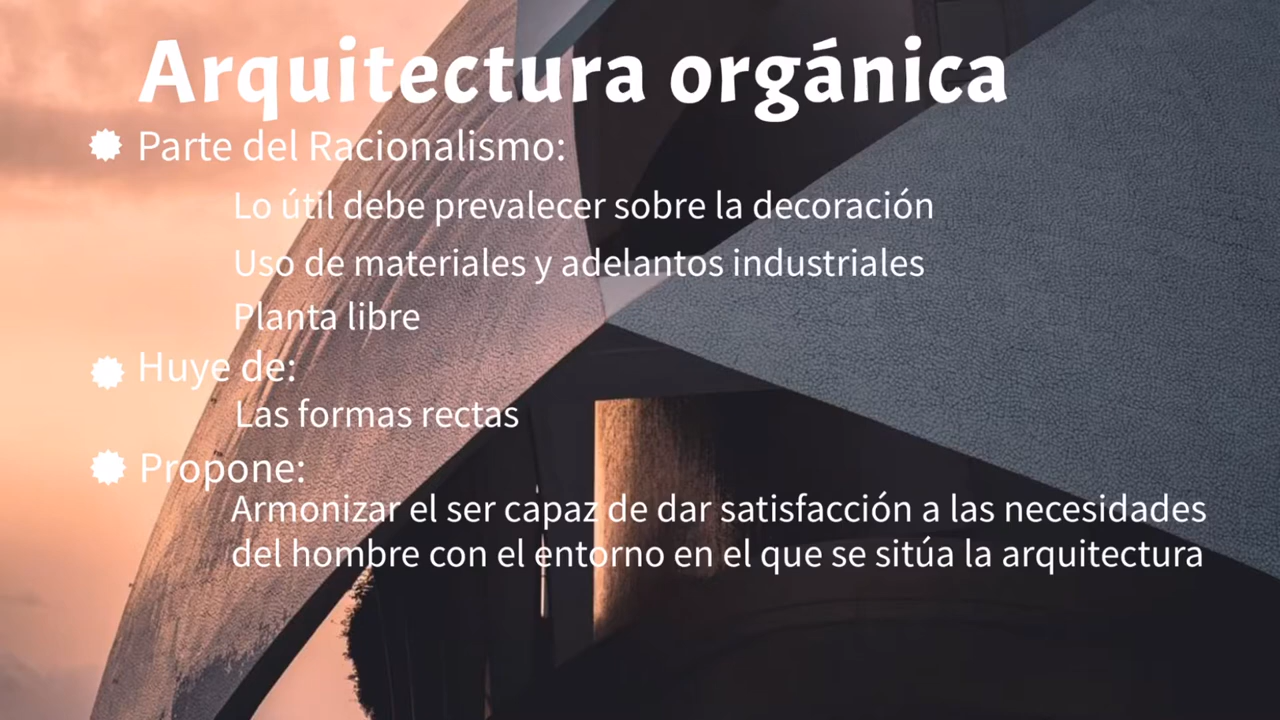 Arquitectura orgánica
Parte del Racionalismo:
Lo útil debe prevalecer sobre la decoración
Uso de materiales y adelantos industriales
Planta libre
Huye de:
Las formas rectas
Propone:
Armonizar el ser capaz de dar satisfacción a las necesidades
del hombre con el entorno en el que se sitúa la arquitectura